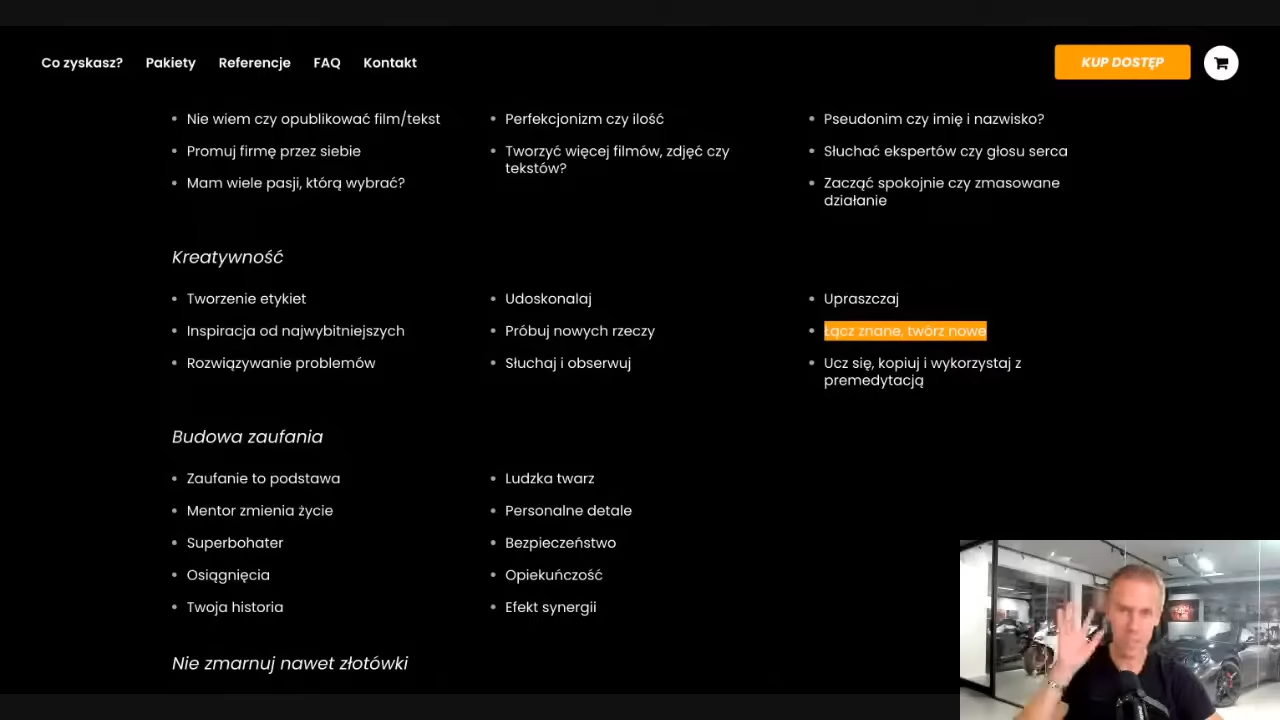 Co zyskasz? Pakiety Referencje FAQ Kontakt KUP DOSTĘP
Nie wiem czy opublikować film/tekst
Promuj firmę przez siebie
Mam wiele pasji, którą wybrać?
Perfekcjonizm czy ilość
Tworzyć więcej filmów, zdjęć czy
tekstów?
Pseudonim czy imię i nazwisko?
Słuchać ekspertów czy głosu serca
Zacząć spokojnie czy zmasowane
działanie
Kreatywność
Tworzenie etykiet
Inspiracja od najwybitniejszych
Rozwiązywanie problemów
Udoskonalaj
Próbuj nowych rzeczy
Słuchaj i obserwuj
Upraszczaj
Łącz znane, twórz nowe
Ucz się, kopiuj i wykorzystaj z
premedytacją
Budowa zaufania
Zaufanie to podstawa
Mentor zmienia życie
Superbohater
Osiągnięcia
Twoja historia
Ludzka twarz
Personalne detale
Bezpieczeństwo
Opiekuńczość
Efekt synergii
Nie zmarnuj nawet złotówki